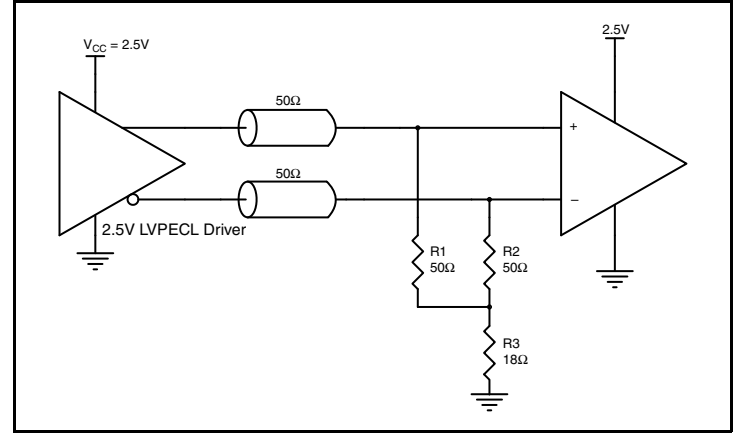 V_CC = 2.5V
2.5V
50Ω
+
50Ω
–
2.5V LVPECL Driver
R1
50Ω
R2
50Ω
R3
18Ω